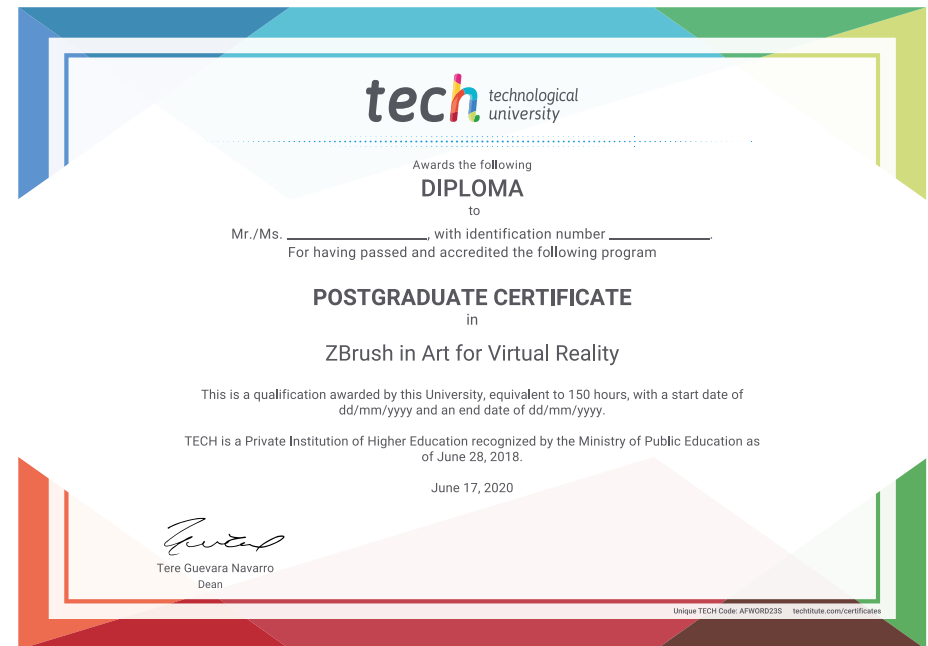 tech technological
university
Awards the following
DIPLOMA
to
Mr./Ms. ____________________, with identification number ______________.
For having passed and accredited the following program
POSTGRADUATE CERTIFICATE
in
ZBrush in Art for Virtual Reality
This is a qualification awarded by this University, equivalent to 150 hours, with a start date of
dd/mm/yyyy and an end date of dd/mm/yyyy.
TECH is a Private Institution of Higher Education recognized by the Ministry of Public Education as
of June 28, 2018.
June 17, 2020
Tere Guevara Navarro
Dean
Unique TECH Code: AFWORD23S techtitute.com/certificates